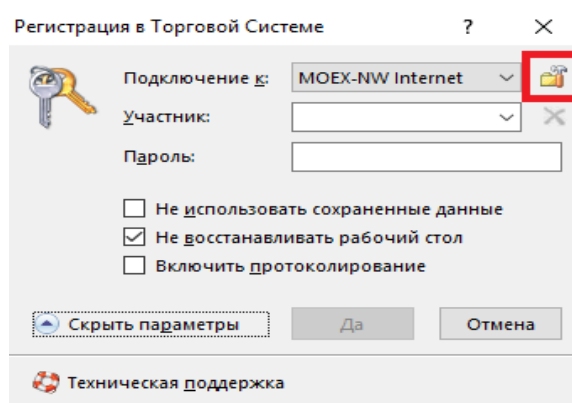 Регистрация в Торговой Системе ? ×
Подключение к: MOEX-NW Internet
Участник:
Пароль:
Не использовать сохраненные данные
Не восстанавливать рабочий стол
Включить протоколирование
Скрыть параметры Да Отмена
Техническая поддержка